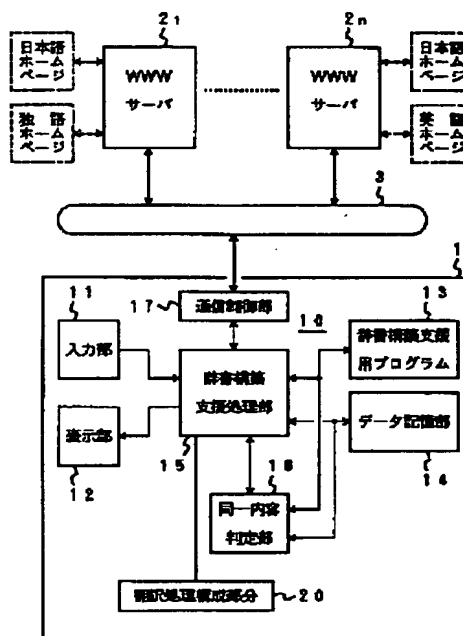 2₁
2n
日本語
ホーム
ページ
WWW
サーバ
WWW
サーバ
日本語
ホーム
ページ
独語
ホーム
ページ
英語
ホーム
ページ
3
1
11
17
通信制御部
10
13
入力部
辞書構築
支援処理部
辞書構築支援
用プログラム
表示部
データ記憶部
12
15
16
14
同一内容
判定部
翻訳処理構成部分
20